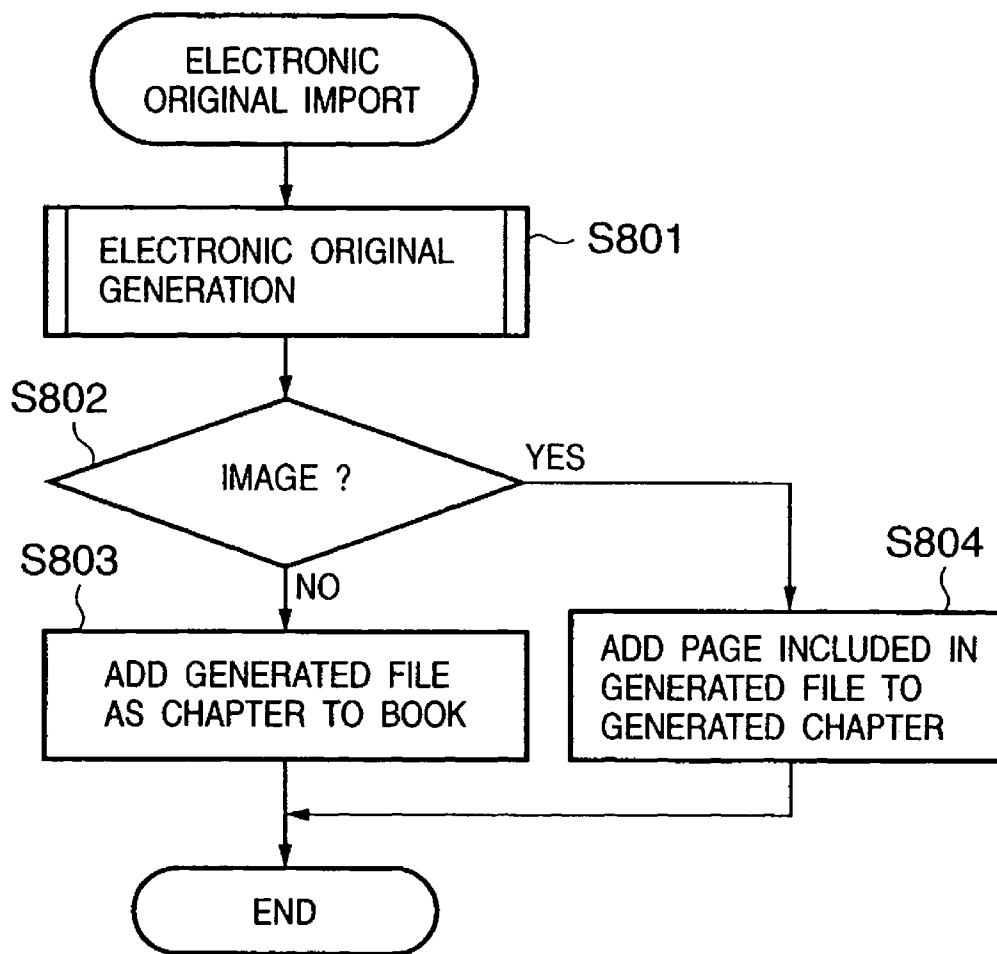 ELECTRONIC
ORIGINAL IMPORT
ELECTRONIC ORIGINAL
GENERATION
S801
S802
IMAGE ?
YES
NO
S803
ADD GENERATED FILE
AS CHAPTER TO BOOK
S804
ADD PAGE INCLUDED IN
GENERATED FILE TO
GENERATED CHAPTER
END